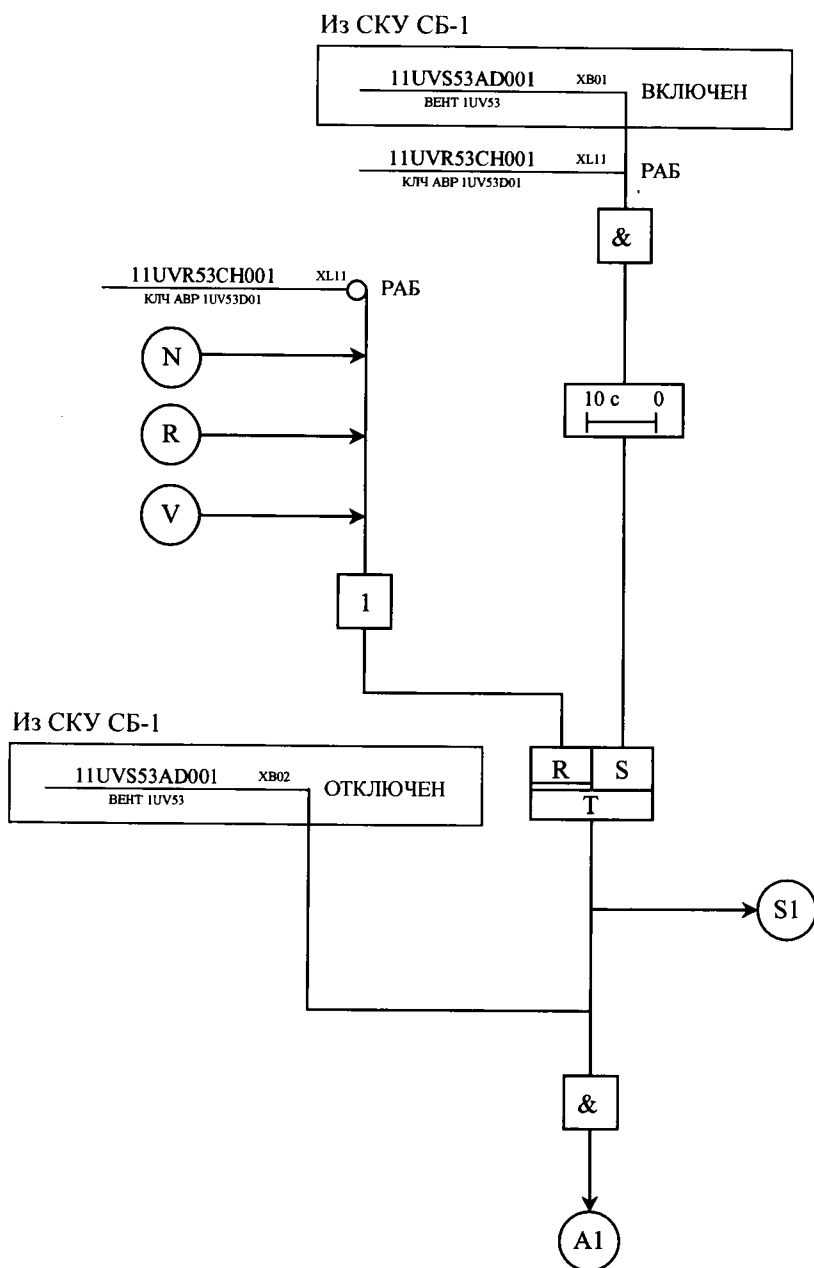 Из СКУ СБ-1
11UVS53AD001 XB01 ВКЛЮЧЕН
ВЕНТ 1UV53
11UVR53CH001 XL11 РАБ
КЛЧ АВР 1UV53D01
&
11UVR53CH001 XL11 РАБ
КЛЧ АВР 1UV53D01
N
R
V
10 с 0
1
Из СКУ СБ-1
11UVS53AD001 XB02 ОТКЛЮЧЕН
ВЕНТ 1UV53
R S
T
S1
&
A1